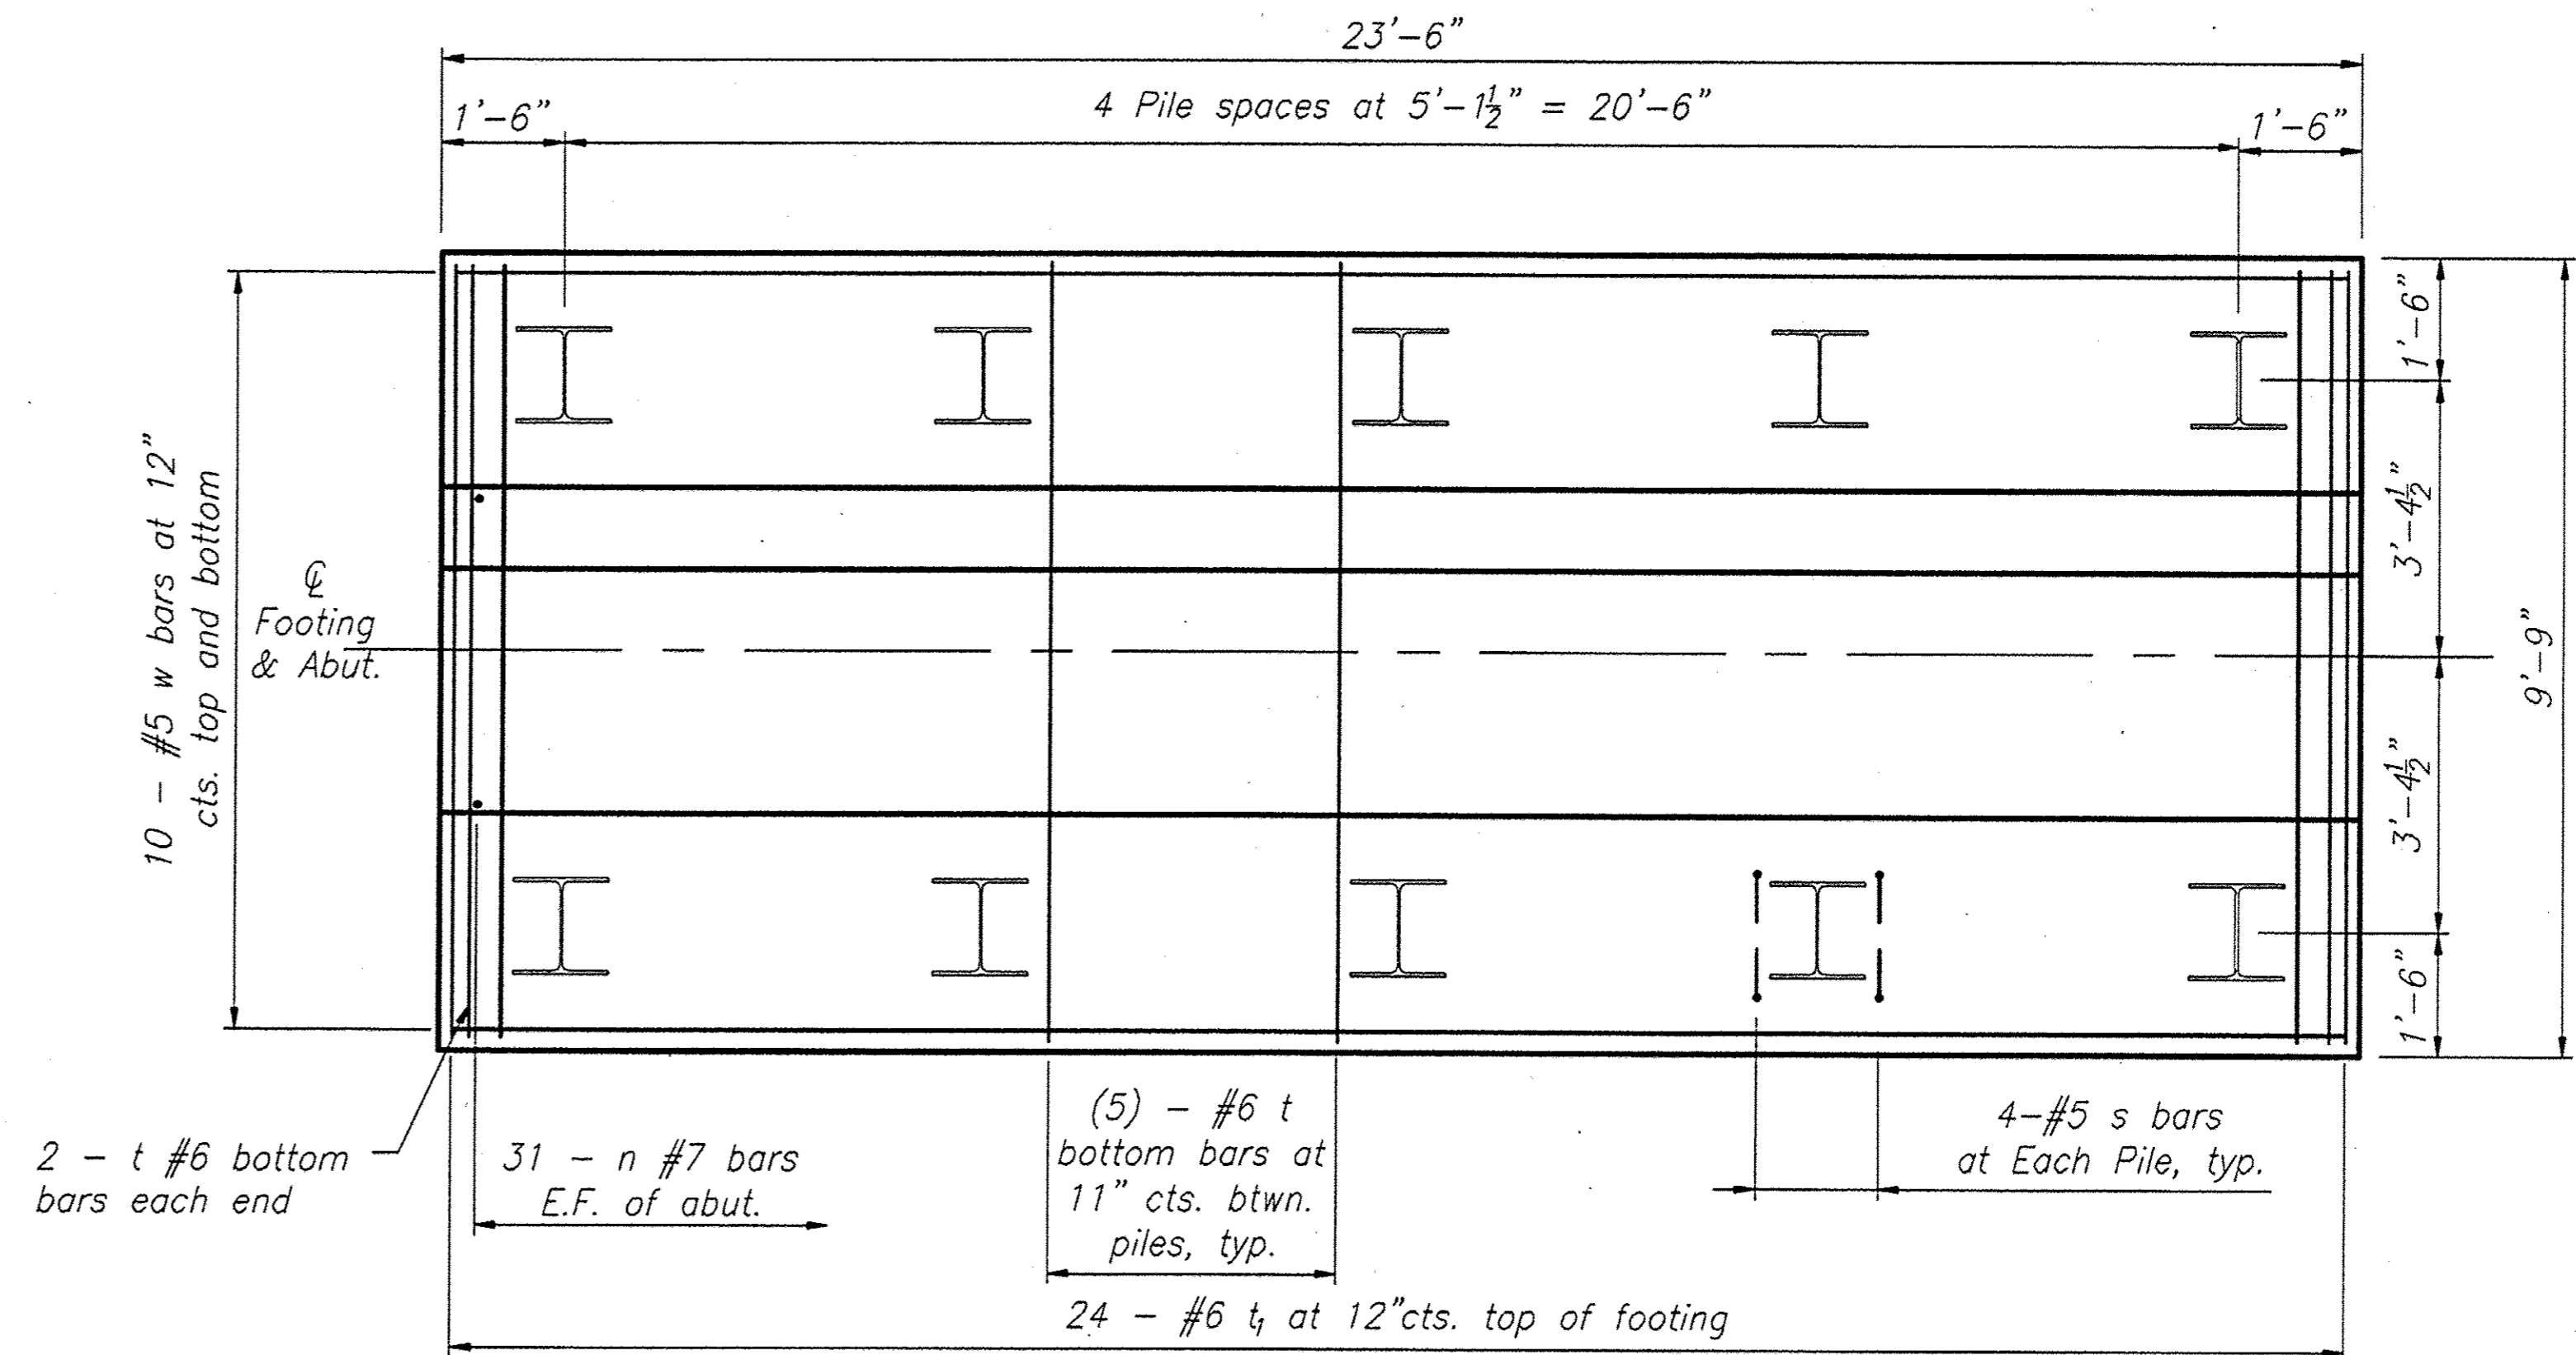 23'-6"
4 Pile spaces at 5'-1½" = 20'-6"
1'-6"
1'-6"
10 - #5 w bars at 12"
cts. top and bottom
℄
Footing
& Abut.
1'-6"
3'-4½"
3'-4½"
1'-6"
9'-9"
2 - t #6 bottom
bars each end
31 - n #7 bars
E.F. of abut.
(5) - #6 t
bottom bars at
11" cts. btwn.
piles, typ.
4-#5 s bars
at Each Pile, typ.
24 - #6 t₁ at 12"cts. top of footing